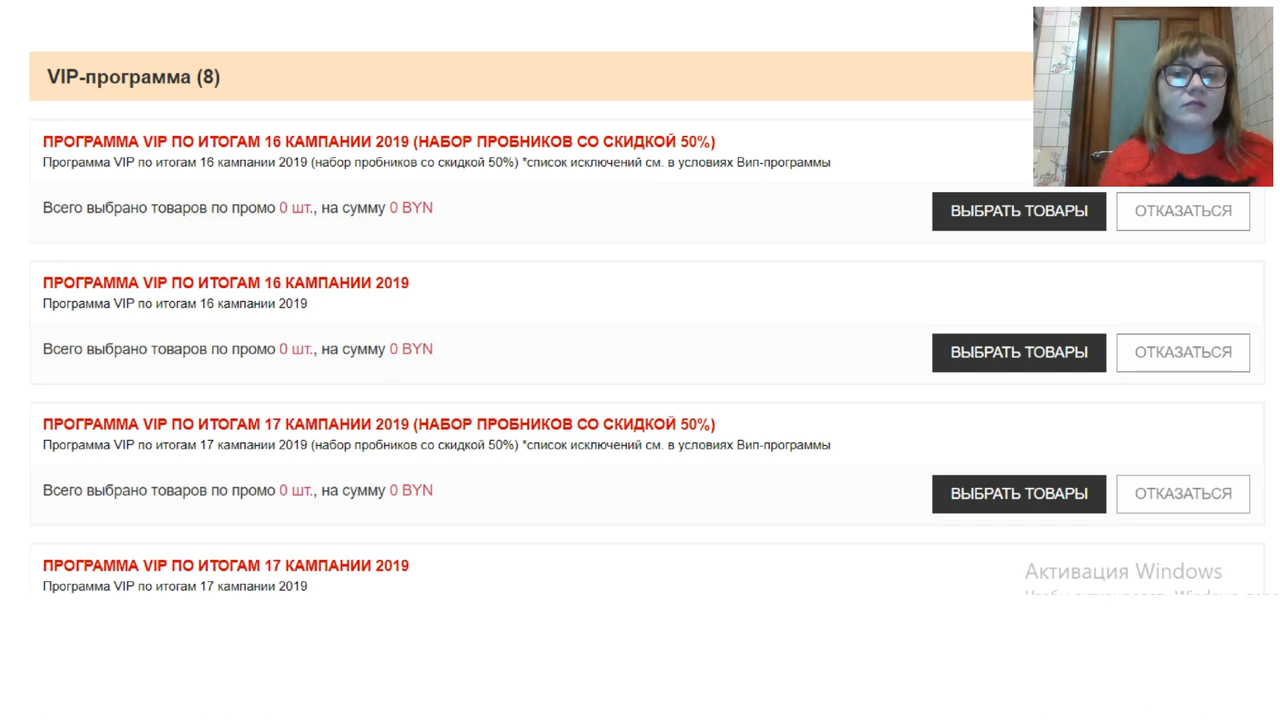 VIP-программа (8)
ПРОГРАММА VIP ПО ИТОГАМ 16 КАМПАНИИ 2019 (НАБОР ПРОБНИКОВ СО СКИДКОЙ 50%)
Программа VIP по итогам 16 кампании 2019 (набор пробников со скидкой 50%) *список исключений см. в условиях Вип-программы
Всего выбрано товаров по промо 0 шт., на сумму 0 BYN
ВЫБРАТЬ ТОВАРЫ
ОТКАЗАТЬСЯ
ПРОГРАММА VIP ПО ИТОГАМ 16 КАМПАНИИ 2019
Программа VIP по итогам 16 кампании 2019
Всего выбрано товаров по промо 0 шт., на сумму 0 BYN
ВЫБРАТЬ ТОВАРЫ
ОТКАЗАТЬСЯ
ПРОГРАММА VIP ПО ИТОГАМ 17 КАМПАНИИ 2019 (НАБОР ПРОБНИКОВ СО СКИДКОЙ 50%)
Программа VIP по итогам 17 кампании 2019 (набор пробников со скидкой 50%) *список исключений см. в условиях Вип-программы
Всего выбрано товаров по промо 0 шт., на сумму 0 BYN
ВЫБРАТЬ ТОВАРЫ
ОТКАЗАТЬСЯ
ПРОГРАММА VIP ПО ИТОГАМ 17 КАМПАНИИ 2019
Программа VIP по итогам 17 кампании 2019
Активация Windows